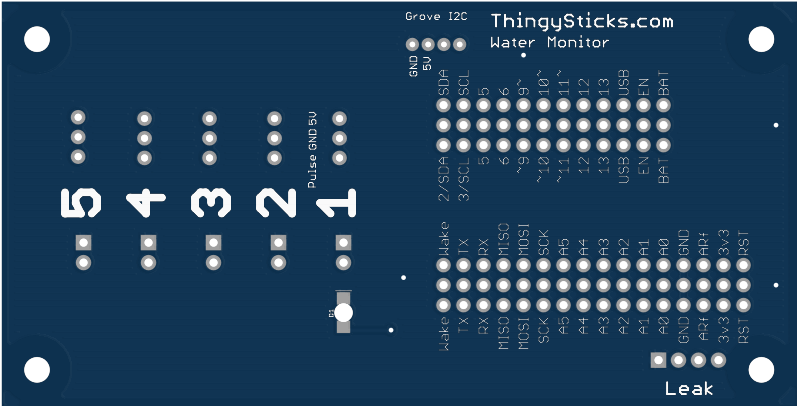 Grove I2C
ThingySticks.com
Water Monitor
GND
5V
SDA
SCL
5
6
9~
10~
11~
12
13
USB
EN
BAT
2/SDA
3/SCL
5
6
~9
~10
~11
12
13
USB
EN
BAT
Pulse GND 5V
5
4
3
2
1
Wake
TX
RX
MISO
MOSI
SCK
A5
A4
A3
A2
A1
A0
GND
ARf
3v3
RST
Wake
TX
RX
MISO
MOSI
SCK
A5
A4
A3
A2
A1
A0
GND
ARf
3v3
RST
Leak